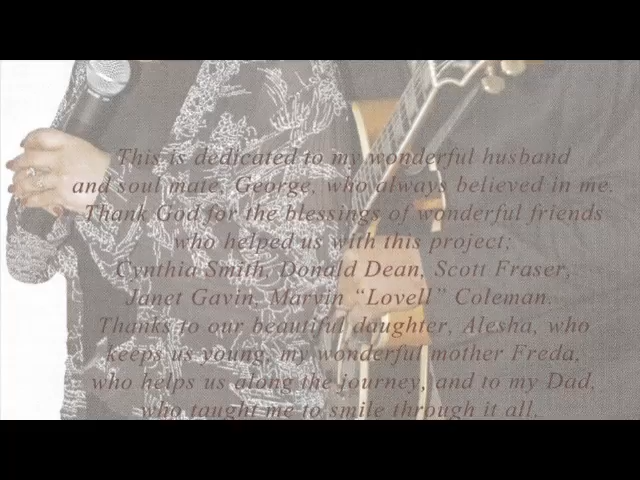 This is dedicated to my wonderful husband
and soul mate, George, who always believed in me.
Thank God for the blessings of wonderful friends
who helped us with this project;
Cynthia Smith, Donald Dean, Scott Fraser,
Janet Gavin, Marvin “Lovell” Coleman.
Thanks to our beautiful daughter, Alesha, who
keeps us young, my wonderful mother Freda,
who helps us along the journey, and to my Dad,
who taught me to smile through it all.